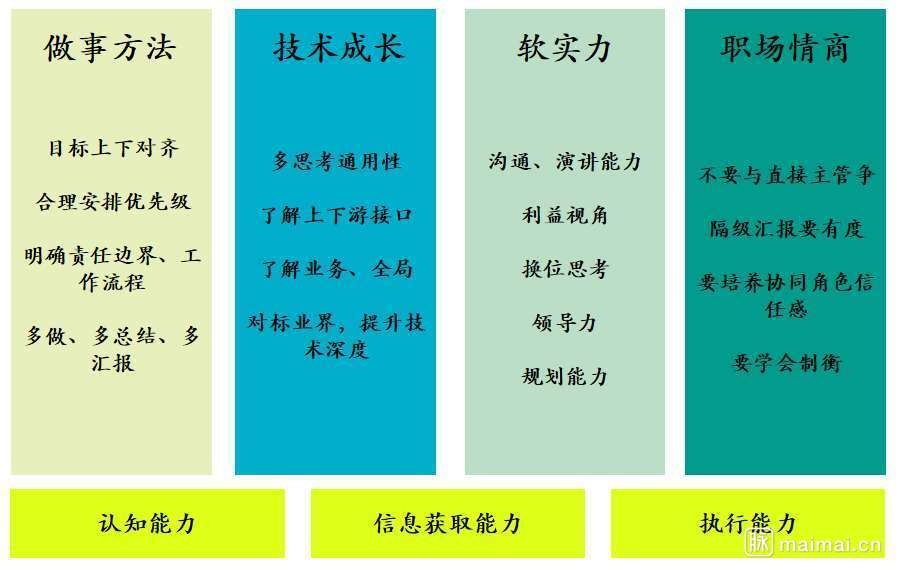 做事方法
目标上下对齐
合理安排优先级
明确责任边界、工
作流程
多做、多总结、多
汇报
技术成长
多思考通用性
了解上下游接口
了解业务、全局
对标业界，提升技
术深度
软实力
沟通、演讲能力
利益视角
换位思考
领导力
规划能力
职场情商
不要与直接主管争
隔级汇报要有度
要培养协同角色信
任感
要学会制衡
认知能力
信息获取能力
执行能力
脉 maimai.cn